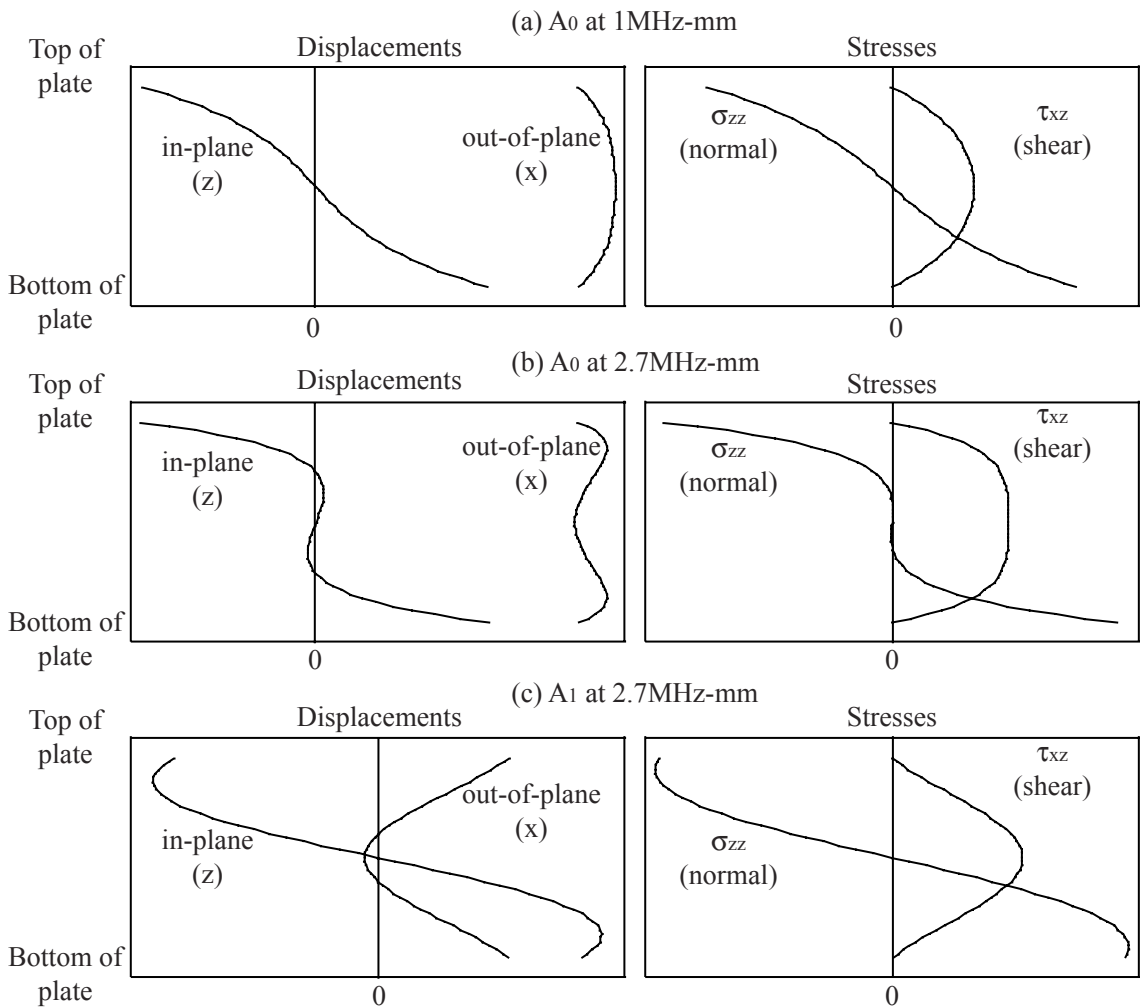 (a) A0 at 1MHz-mm
Displacements
Stresses
Top of
plate
in-plane
(z)
out-of-plane
(x)
σzz
(normal)
τxz
(shear)
Bottom of
plate
0
0
(b) A0 at 2.7MHz-mm
Displacements
Stresses
Top of
plate
in-plane
(z)
out-of-plane
(x)
σzz
(normal)
τxz
(shear)
Bottom of
plate
0
0
(c) A1 at 2.7MHz-mm
Displacements
Stresses
Top of
plate
in-plane
(z)
out-of-plane
(x)
σzz
(normal)
τxz
(shear)
Bottom of
plate
0
0